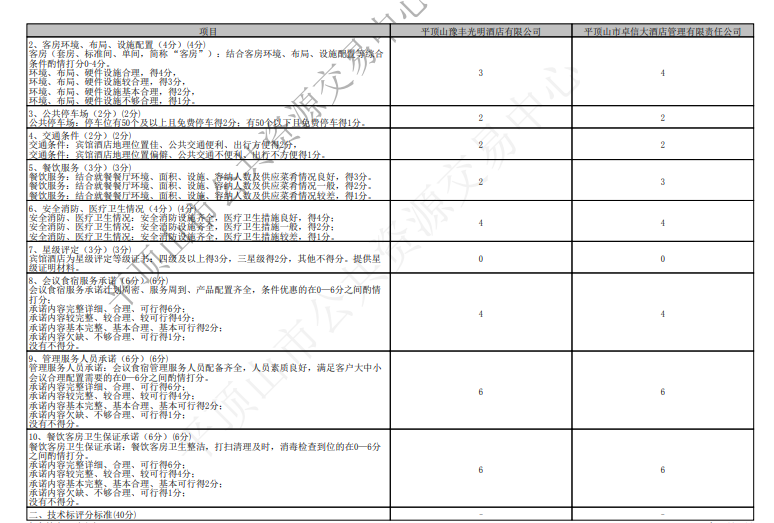 项目 平顶山豫丰光明酒店有限公司 平顶山市卓信大酒店管理有限责任公司
2、客房环境、布局、设施配置（4分）(4分)
客房（套房、标准间、单间，简称“客房”）：结合客房环境、布局、设施配置等综合
条件酌情打分0-4分。
环境、布局、硬件设施合理，得4分，
环境、布局、硬件设施较合理，得3分，
环境、布局、硬件设施基本合理，得2分，
环境、布局、硬件设施不够合理，得1分。
3 4
3、公共停车场（2分）(2分)
公共停车场：停车位有50个及以上且免费停车得2分；有50个以下且免费停车得1分。
2 2
4、交通条件（2分）(2分)
交通条件：宾馆酒店地理位置佳、公共交通便利、出行方便得2分，
交通条件：宾馆酒店地理位置偏僻、公共交通不便利、出行不方便得1分。
2 2
5、餐饮服务（3分）(3分)
餐饮服务：结合就餐餐厅环境、面积、设施、容纳人数及供应菜肴情况良好，得3分。
餐饮服务：结合就餐餐厅环境、面积、设施、容纳人数及供应菜肴情况一般，得2分。
餐饮服务：结合就餐餐厅环境、面积、设施、容纳人数及供应菜肴情况较差，得1分。
2 3
6、安全消防、医疗卫生情况（4分）(4分)
安全消防、医疗卫生情况：安全消防设施齐全，医疗卫生措施良好，得4分；
安全消防、医疗卫生情况：安全消防设施齐全，医疗卫生措施一般，得2分；
安全消防、医疗卫生情况：安全消防设施齐全，医疗卫生措施较差，得1分。
4 4
7、星级评定（3分）(3分)
宾馆酒店为星级评定等级证书：四级及以上得3分，三星级得2分，其他不得分。提供星
级证明材料。
0 0
8、会议食宿服务承诺（6分）(6分)
会议食宿服务承诺计划周密、服务周到、产品配置齐全，条件优惠的在0—6分之间酌情
打分；
承诺内容完整详细、合理、可行得6分；
承诺内容较完整、较合理、较可行得4分；
承诺内容基本完整、基本合理、基本可行得2分；
承诺内容欠缺、不够合理、可行得1分；
没有不得分。
4 4
9、管理服务人员承诺（6分）(6分)
管理服务人员承诺：会议食宿管理服务人员配备齐全，人员素质良好，满足客户大中小
会议合理配置需要的在0—6分之间酌情打分。
承诺内容完整详细、合理、可行得6分；
承诺内容较完整、较合理、较可行得4分；
承诺内容基本完整、基本合理、基本可行得2分；
承诺内容欠缺、不够合理、可行得1分；
没有不得分。
6 6
10、餐饮客房卫生保证承诺（6分）(6分)
餐饮客房卫生保证承诺：餐饮客房卫生整洁，打扫清理及时，消毒检查到位的在0—6分
之间酌情打分。
承诺内容完整详细、合理、可行得6分；
承诺内容较完整、较合理、较可行得4分；
承诺内容基本完整、基本合理、基本可行得2分；
承诺内容欠缺、不够合理、可行得1分；
没有不得分。
6 6
二、技术标评分标准(40分) - -
平顶山市公共资源交易中心
平顶山市公共资源交易中心